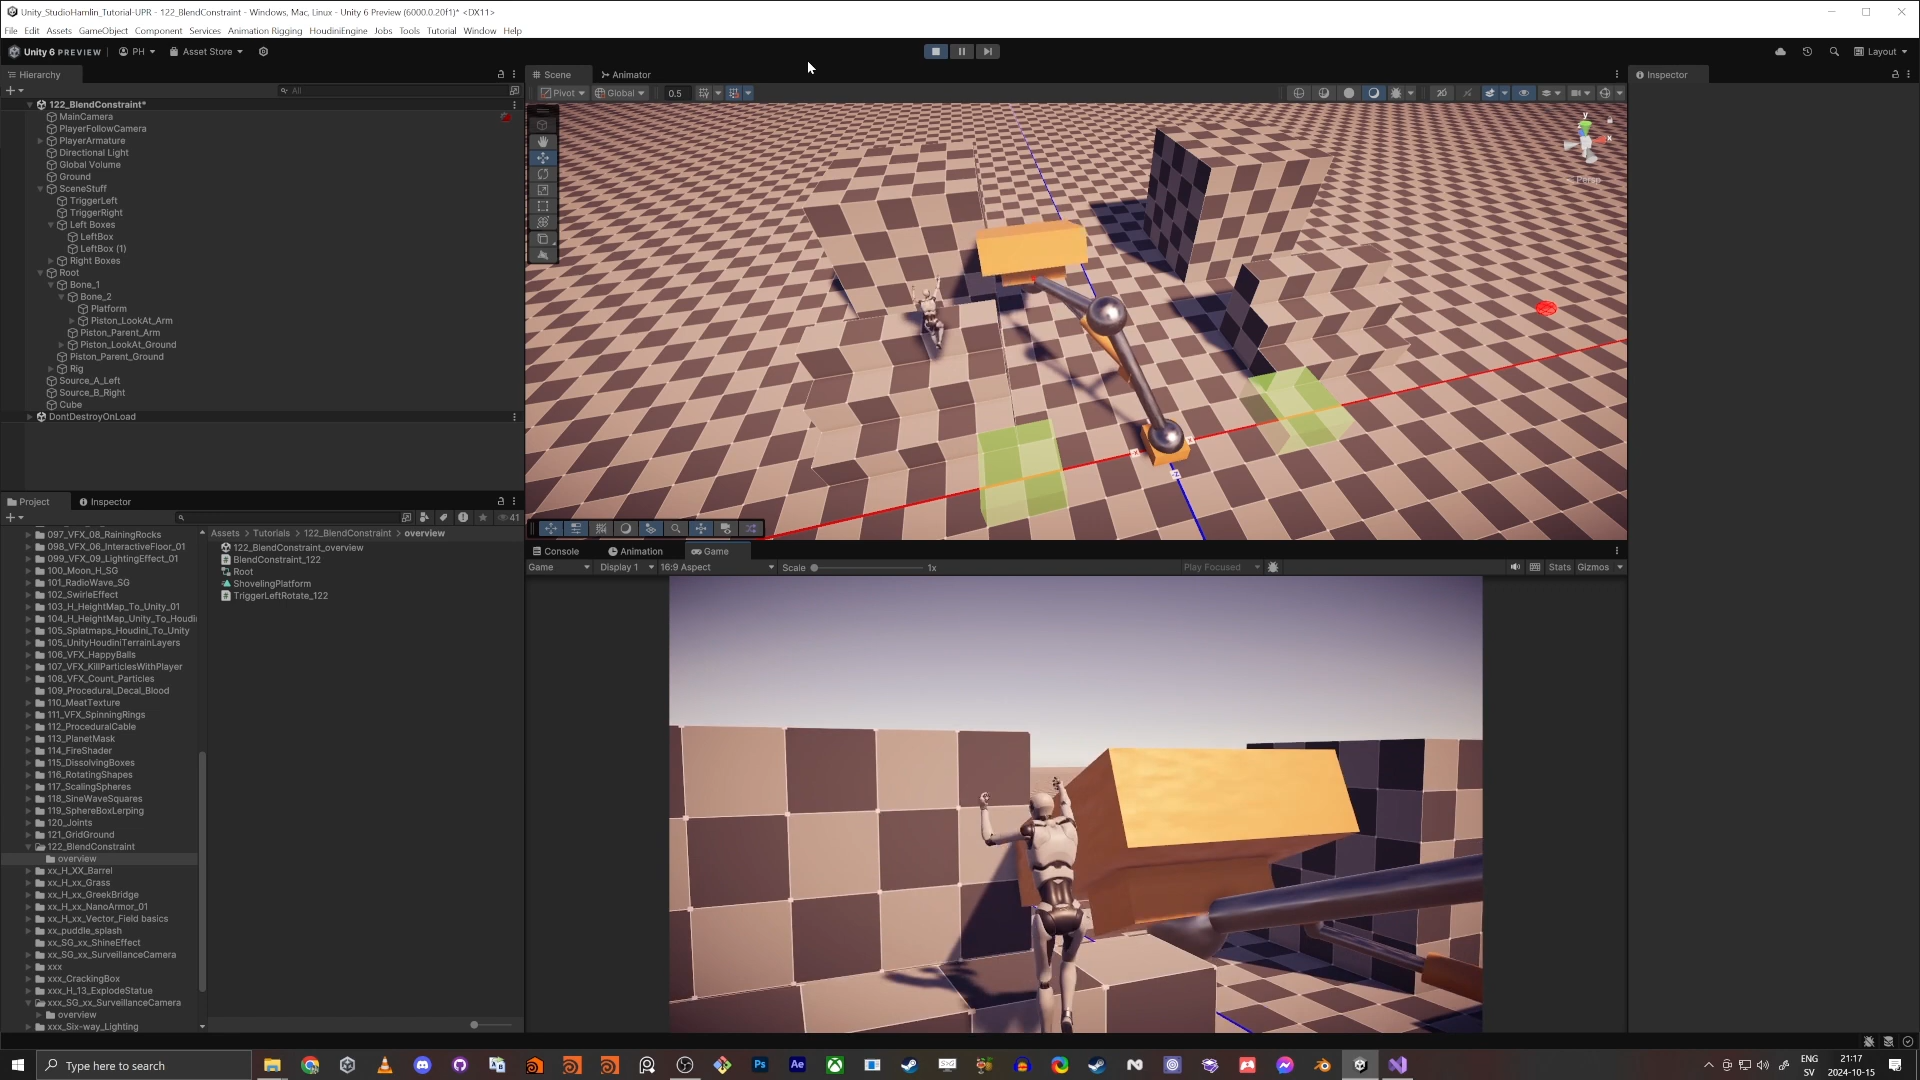 Unity_StudioHamlin_Tutorial-UPR - 122_BlendConstraint - Windows, Mac, Linux - Unity 6 Preview (6000.0.20f1)* <DX11>
File Edit Assets GameObject Component Services Animation Rigging HoudiniEngine Jobs Tools Tutorial Window Help
Unity 6 PREVIEW PH Asset Store Layout
Hierarchy
All
122_BlendConstraint*
MainCamera
PlayerFollowCamera
PlayerArmature
Directional Light
Global Volume
Ground
SceneStuff
TriggerLeft
TriggerRight
Left Boxes
LeftBox
LeftBox (1)
Right Boxes
Root
Bone_1
Bone_2
Platform
Piston_LookAt_Arm
Piston_Parent_Arm
Piston_LookAt_Ground
Piston_Parent_Ground
Rig
Source_A_Left
Source_B_Right
Cube
DontDestroyOnLoad
Scene Animator
Pivot Global 0.5 2D
y
x
Persp
Inspector
Project Inspector
41
097_VFX_08_RainingRocks
098_VFX_06_InteractiveFloor_01
099_VFX_09_LightingEffect_01
100_Moon_H_SG
101_RadioWave_SG
102_SwirleEffect
103_H_HeightMap_To_Unity_01
104_H_HeightMap_Unity_To_Houdi
105_Splatmaps_Houdini_To_Unity
105_UnityHoudiniTerrainLayers
106_VFX_HappyBalls
107_VFX_KillParticlesWithPlayer
108_VFX_Count_Particles
109_Procedural_Decal_Blood
110_MeatTexture
111_VFX_SpinningRings
112_ProceduralCable
113_PlanetMask
114_FireShader
115_DissolvingBoxes
116_RotatingShapes
117_ScalingSpheres
118_SineWaveSquares
119_SphereBoxLerping
120_Joints
121_GridGround
122_BlendConstraint
overview
xx_H_XX_Barrel
xx_H_xx_Grass
xx_H_xx_GreekBridge
xx_H_xx_NanoArmor_01
xx_H_xx_Vector_Field basics
xx_puddle_splash
xx_SG_xx_ShineEffect
xx_SG_xx_SurveillanceCamera
xxx
xxx_CrackingBox
xxx_H_13_ExplodeStatue
xxx_SG_xx_SurveillanceCamera
overview
xxx_Six-way_Lighting
Assets Tutorials 122_BlendConstraint overview
122_BlendConstraint_overview
BlendConstraint_122
Root
ShovelingPlatform
TriggerLeftRotate_122
Console Animation Game
Game Display 1 16:9 Aspect Scale 1x Play Focused Stats Gizmos
Type here to search
Ps
Ae
ENG
SV
21:17
2024-10-15